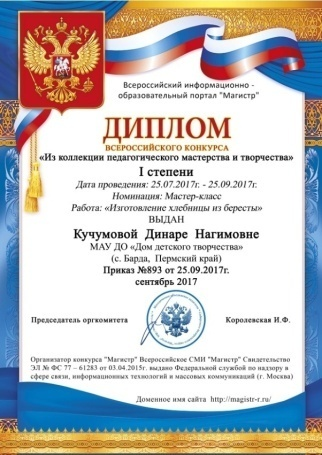 Всероссийский информационно -
образовательный портал "Магистр"
ДИПЛОМ
ВСЕРОССИЙСКОГО КОНКУРСА
«Из коллекции педагогического мастерства и творчества»
I степени
Дата проведения: 25.07.2017г. - 25.09.2017г.
Номинация: Мастер-класс
Работа: «Изготовление хлебницы из бересты»
ВЫДАН
Кучумовой Динаре Нагимовне
МАУ ДО «Дом детского творчества»
(с. Барда, Пермский край)
Приказ №893 от 25.09.2017г.
сентябрь 2017
Председатель оргкомитета Королевская И.Ф.
Организатор конкурса "Магистр" Всероссийское СМИ "Магистр" Свидетельство
ЭЛ № ФС 77 – 61283 от 03.04.2015г. выдано Федеральной службой по надзору в
сфере связи, информационных технологий и массовых коммуникаций (г. Москва)
Доменное имя сайта http://magistr-r.ru/